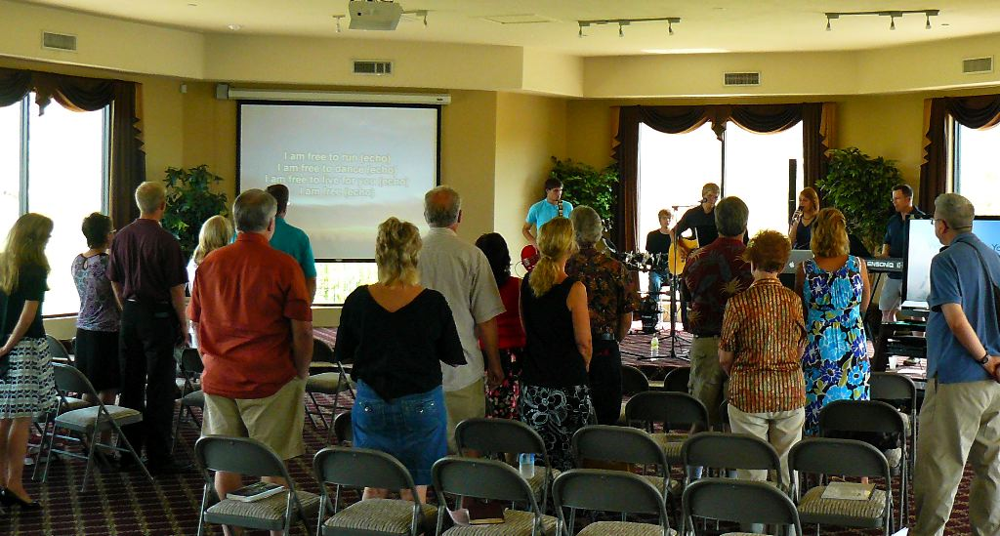 I am free to run (echo)
I am free to dance (echo)
I am free to live for you (echo)
I am free (echo)
ENSONIQ